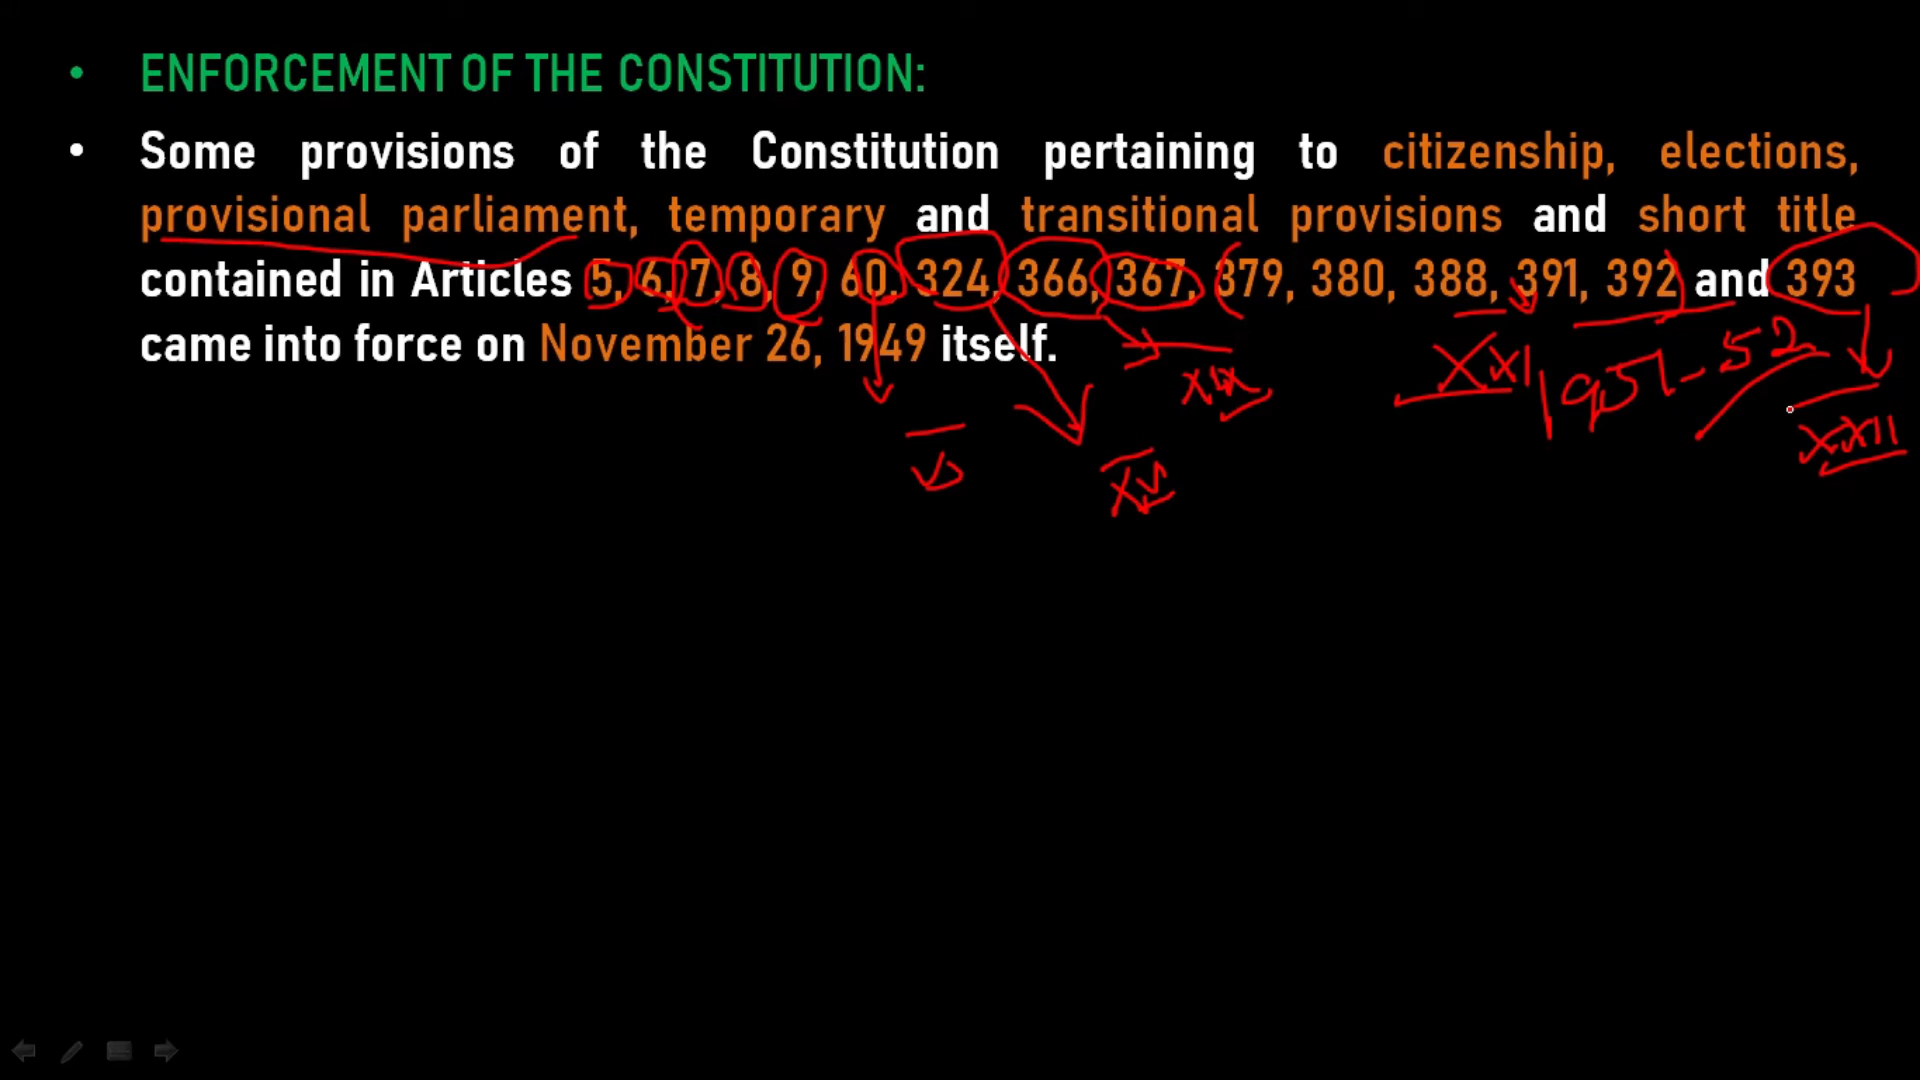 • ENFORCEMENT OF THE CONSTITUTION:
• Some provisions of the Constitution pertaining to citizenship, elections,
provisional parliament, temporary and transitional provisions and short title
contained in Articles 5, 6, 7, 8, 9, 60, 324, 366, 367, 379, 380, 388, 391, 392 and 393
came into force on November 26, 1949 itself.
XIX
XXI 1951-52
XXII
V
XV